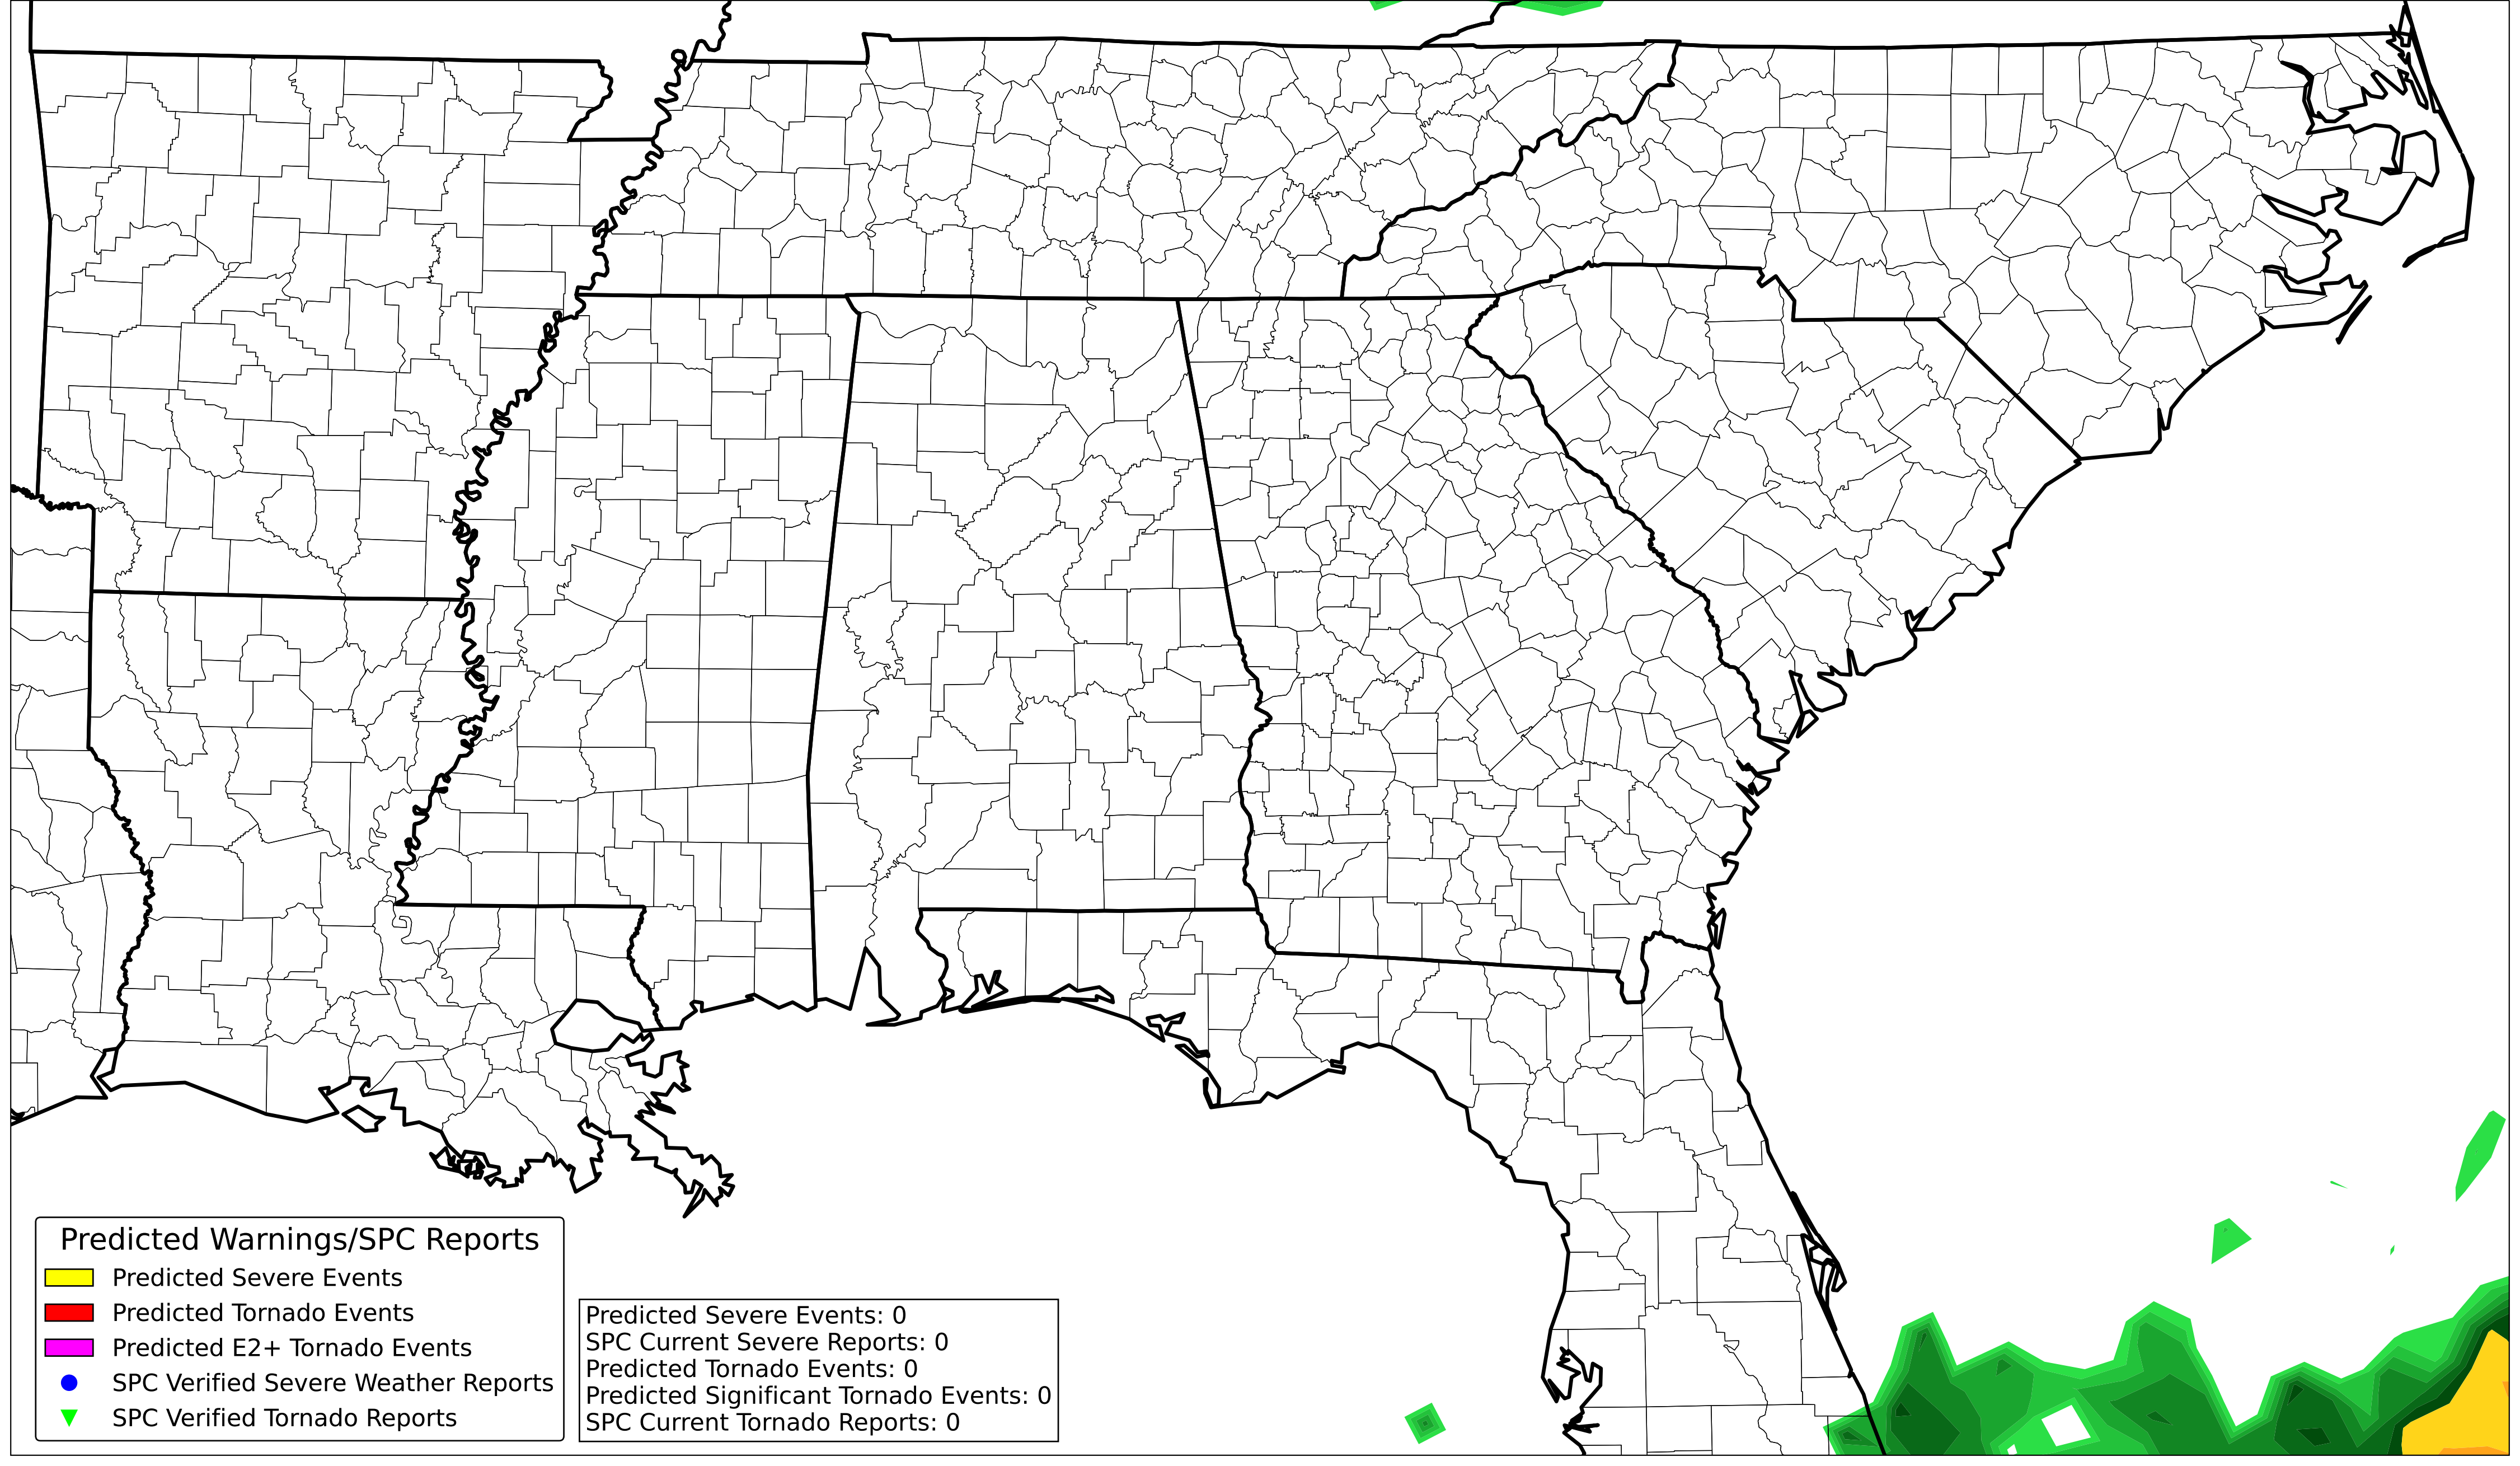 Predicted Warnings/SPC Reports
Predicted Severe Events
Predicted Tornado Events
Predicted E2+ Tornado Events
SPC Verified Severe Weather Reports
SPC Verified Tornado Reports
Predicted Severe Events: 0
SPC Current Severe Reports: 0
Predicted Tornado Events: 0
Predicted Significant Tornado Events: 0
SPC Current Tornado Reports: 0